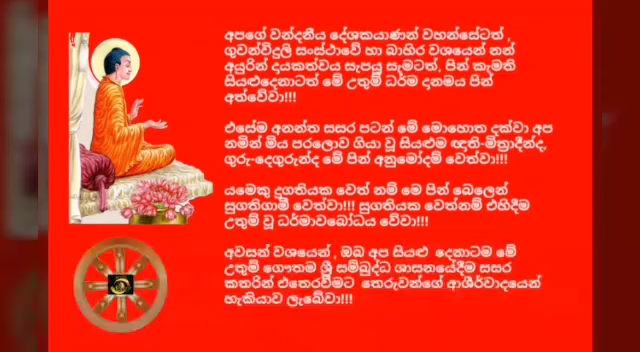 අපගේ වන්දනීය දේශකයාණන් වහන්සේටත් ,
ගුවන්විදුලි සංස්ථාවේ හා බාහිර වශයෙන් නන්
අයුරින් දායකත්වය සැපයූ සැමටත්, පින් කැමති
සියළුදෙනාටත් මේ උතුම් ධර්ම දානමය පින්
අත්වේවා!!!
එසේම අනන්ත සසර පටන් මේ මොහොත දක්වා අප
නමින් මිය පරලොව ගියා වූ සියළුම ඥාති-මිත්‍රාදීන්ද,
ගුරු-දෙගුරුන්ද මේ පින් අනුමෝදම් වෙත්වා!!!
යමෙකු දුගතියක වෙත් නම් මෙ පින් බෙලෙන්
සුගතිගාමී වෙත්වා!!! සුගතියක වෙත්නම් එහිදීම
උතුම් වූ ධර්මාවබෝධය වේවා!!!
අවසන් වශයෙන් , ඔබ අප සියළු දෙනාටම මේ
උතුම් ගෞතම ශ්‍රී සම්බුද්ධ ශාසනයේදීම සසර
කතරින් එතෙරවීමට තෙරුවන්ගේ ආශීර්වාදයෙන්
හැකියාව ලැබේවා!!!